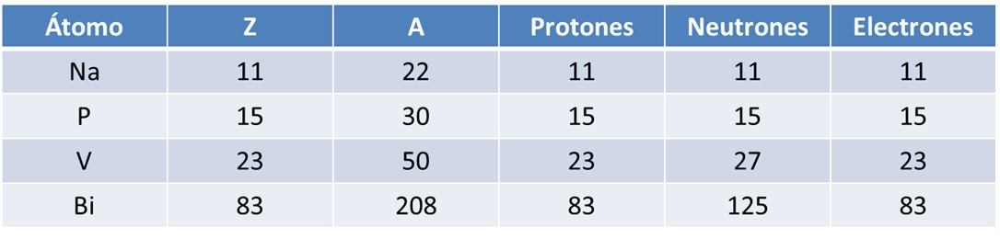 Átomo Z A Protones Neutrones Electrones
Na 11 22 11 11 11
P 15 30 15 15 15
V 23 50 23 27 23
Bi 83 208 83 125 83